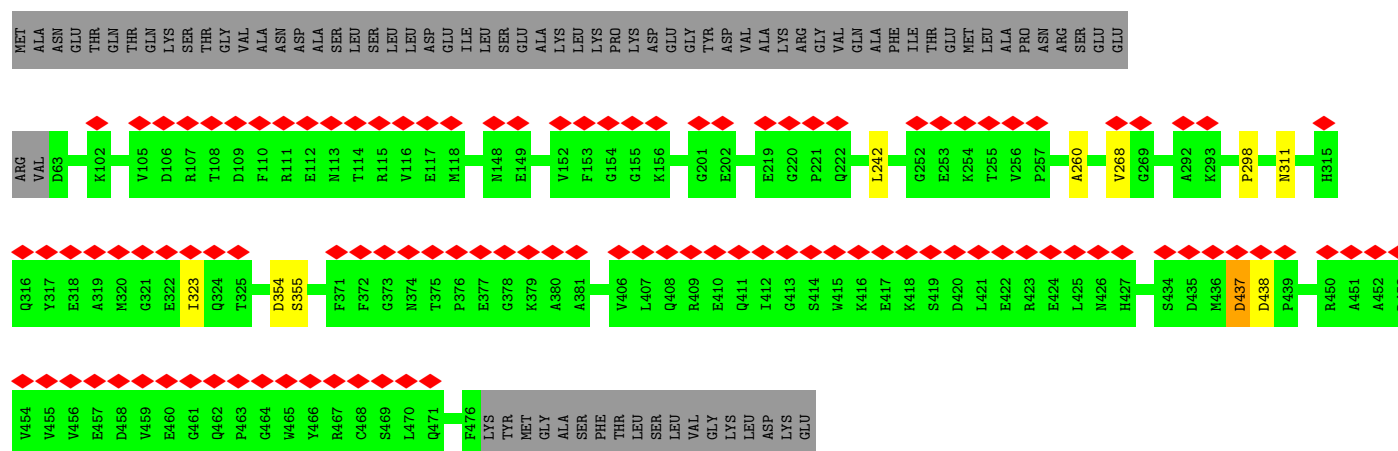 MET ALA ASN GLU THR GLN THR GLN LYS SER THR GLY VAL ALA ASN ASP ALA SER LEU SER LEU LEU ASP GLU ILE LEU SER GLU ALA LYS LEU LYS PRO LYS ASP GLU GLY TYR ASP VAL ALA LYS ARG GLY VAL GLN ALA PHE ILE THR GLU MET LEU ALA PRO ASN ARG SER GLU GLU
ARG VAL D63 K102 V105 D106 R107 T108 D109 F110 R111 E112 N113 T114 R115 V116 E117 M118 N148 E149 V152 F153 G154 G155 K156 G201 E202 E219 G220 P221 Q222 L242 G252 E253 K254 T255 V256 P257 A260 V268 G269 A292 K293 P298 N311 H315
Q316 Y317 E318 A319 M320 G321 E322 I323 Q324 T325 D354 S355 F371 F372 G373 N374 T375 P376 E377 G378 K379 A380 A381 V406 L407 Q408 R409 E410 Q411 I412 G413 S414 W415 K416 E417 K418 S419 D420 L421 E422 R423 E424 L425 N426 H427 S434 D435 M436 D437 D438 P439 R450 A451 A452
V454 V455 V456 E457 D458 V459 E460 G461 Q462 P463 G464 W465 Y466 R467 C468 S469 L470 Q471 F476 LYS TYR MET GLY ALA SER PHE THR LEU SER LEU VAL GLY LYS LEU ASP LYS GLU